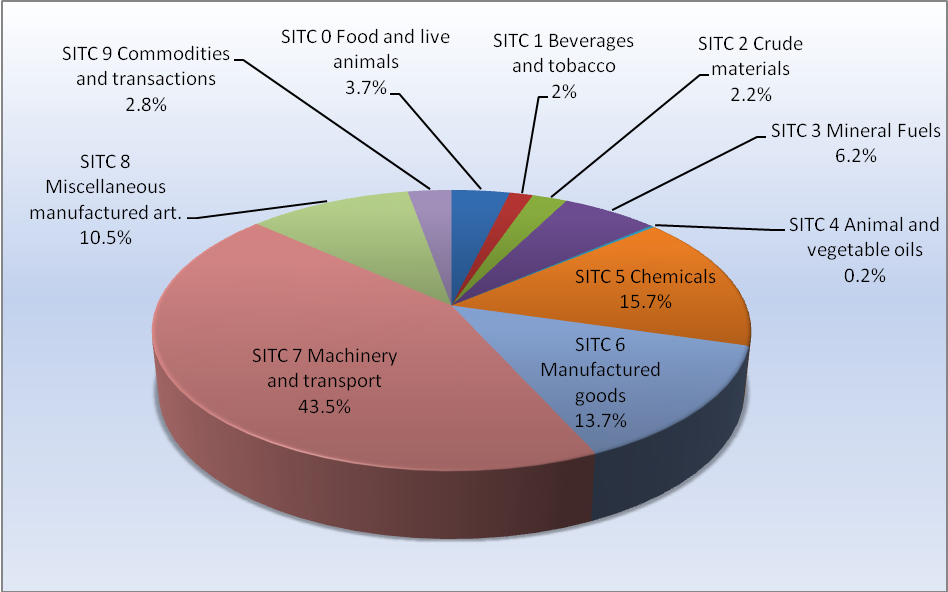 SITC 0 Food and live
animals
3.7%
SITC 1 Beverages
and tobacco
2%
SITC 2 Crude
materials
2.2%
SITC 3 Mineral Fuels
6.2%
SITC 4 Animal and
vegetable oils
0.2%
SITC 5 Chemicals
15.7%
SITC 6
Manufactured
goods
13.7%
SITC 7 Machinery
and transport
43.5%
SITC 8
Miscellaneous
manufactured art.
10.5%
SITC 9 Commodities
and transactions
2.8%